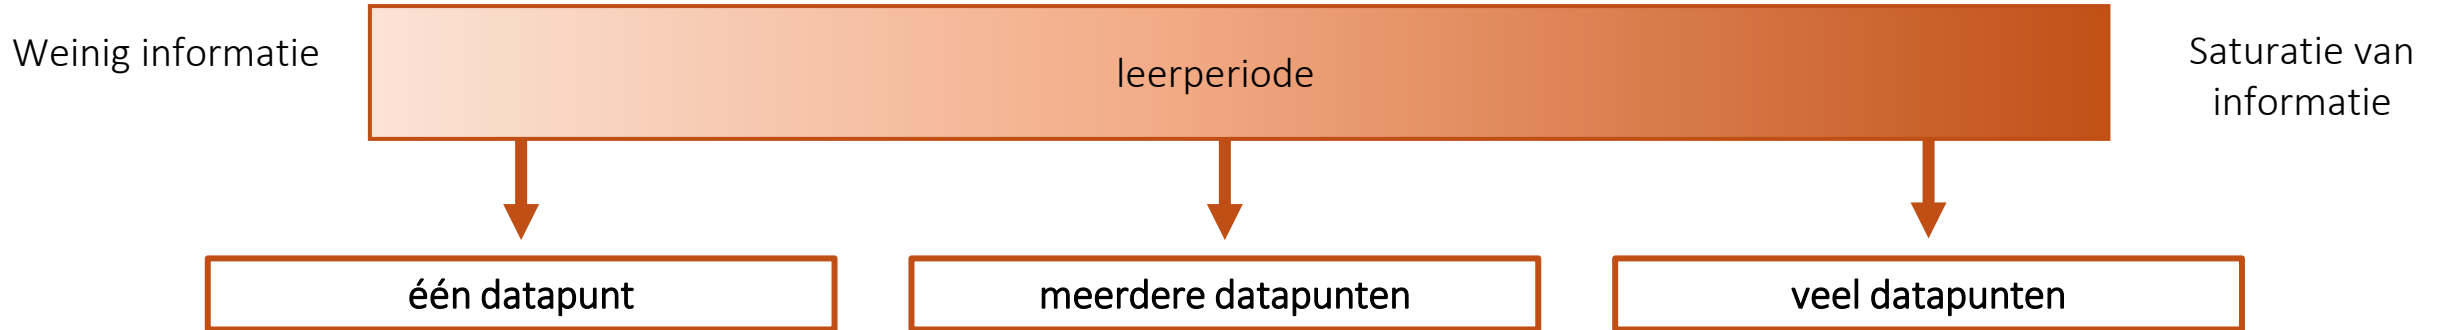 Weinig informatie
leerperiode
Saturatie van
informatie
één datapunt
meerdere datapunten
veel datapunten